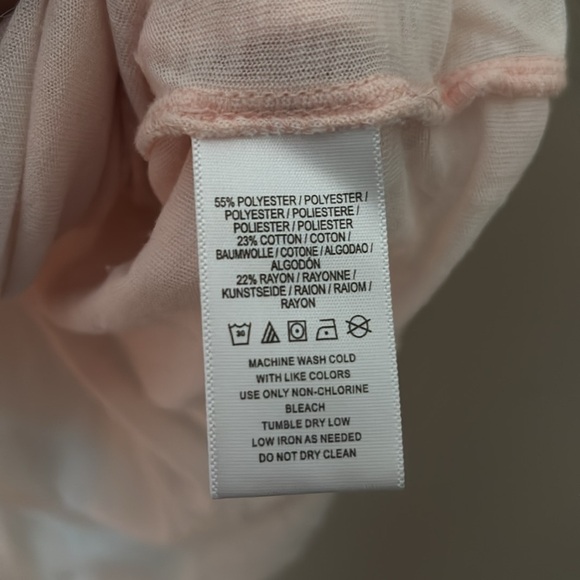 55% POLYESTER / POLYESTER /
POLYESTER / POLIESTERE /
POLIESTER / POLIESTER
23% COTTON / COTON /
BAUMWOLLE / COTONE / ALGODAO /
ALGODÓN
22% RAYON / RAYONNE /
KUNSTSEIDE / RAION / RAIOM /
RAYON
30
MACHINE WASH COLD
WITH LIKE COLORS
USE ONLY NON-CHLORINE
BLEACH
TUMBLE DRY LOW
LOW IRON AS NEEDED
DO NOT DRY CLEAN